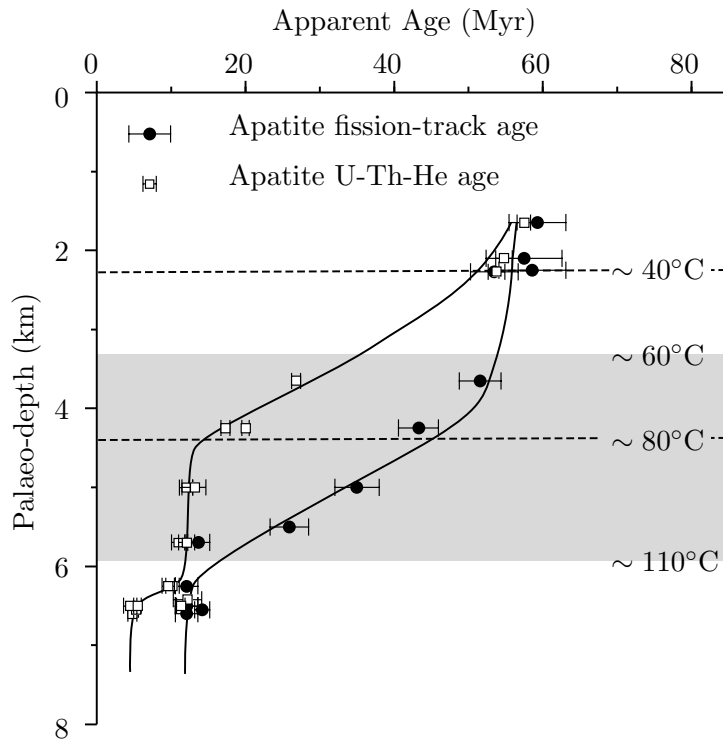 Apparent Age (Myr)
0 20 40 60 80
0
Apatite fission-track age
Apatite U-Th-He age
2
∼ 40°C
Palaeo-depth (km)
∼ 60°C
4
∼ 80°C
6
∼ 110°C
8